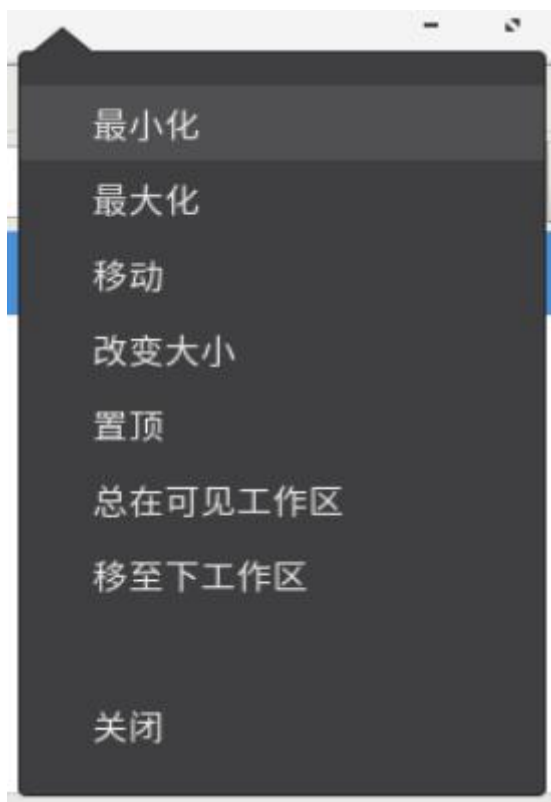 最小化
最大化
移动
改变大小
置顶
总在可见工作区
移至下工作区
关闭